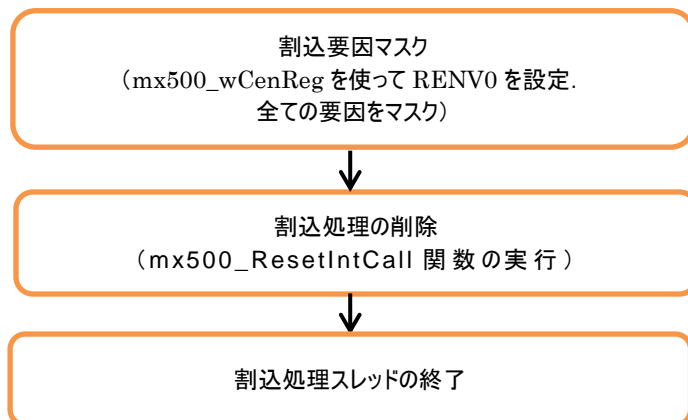 割込要因マスク
（mx500_wCenReg を使って RENV0 を設定.
全ての要因をマスク）
割込処理の削除
（mx500_ResetIntCall 関数の実行）
割込処理スレッドの終了